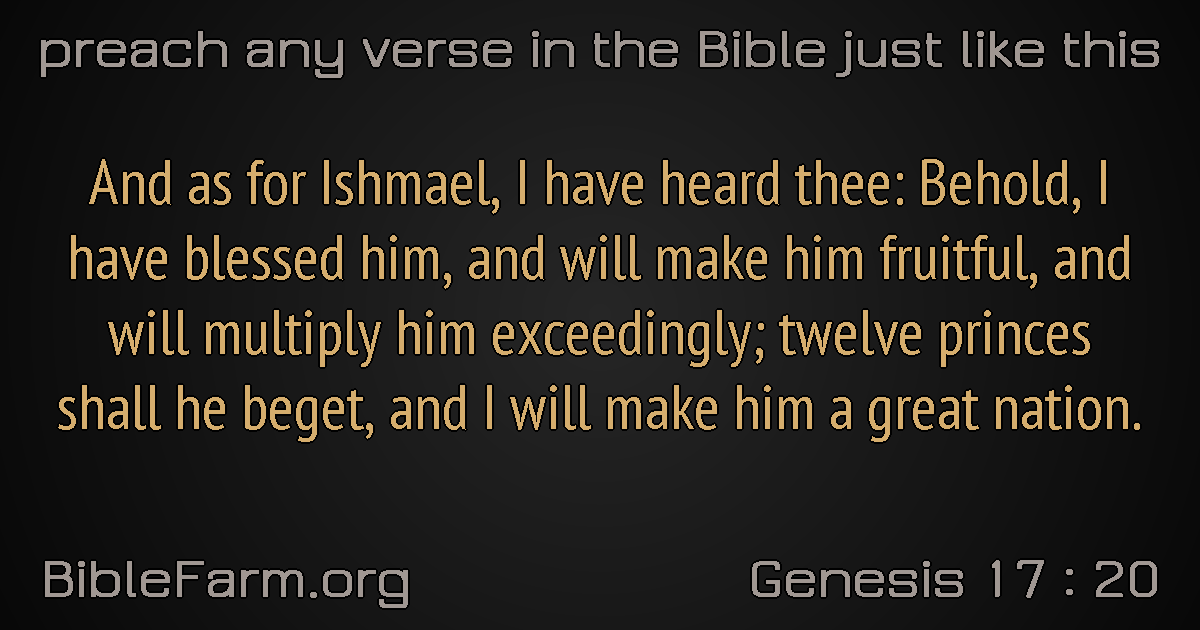 preach any verse in the Bible just like this
And as for Ishmael, I have heard thee: Behold, I
have blessed him, and will make him fruitful, and
will multiply him exceedingly; twelve princes
shall he beget, and I will make him a great nation.
BibleFarm.org
Genesis 17 : 20